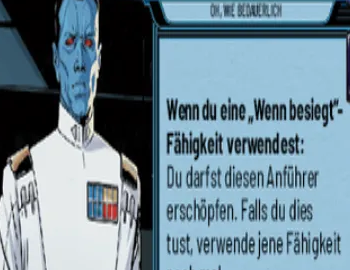 OH, WIE BEDAUERLICH
Wenn du eine „Wenn besiegt“-
Fähigkeit verwendest:
Du darfst diesen Anführer
erschöpfen. Falls du dies
tust, verwende jene Fähigkeit